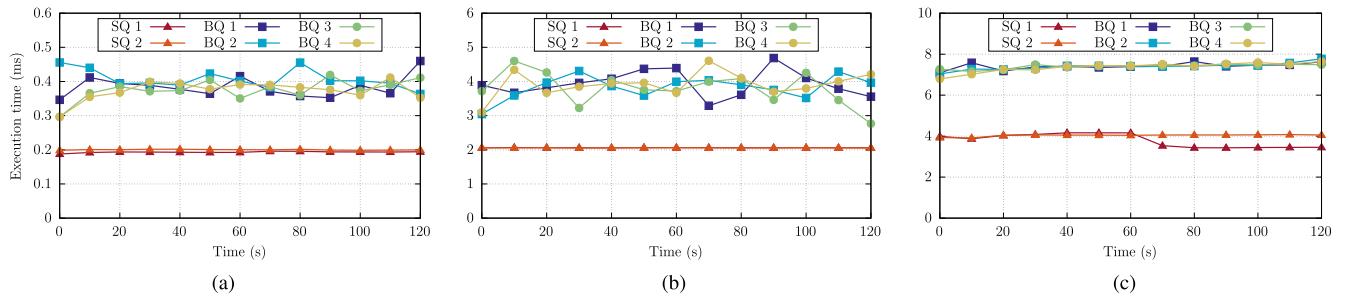 Execution time (ms)
0.6
0.5
0.4
0.3
0.2
0.1
0
SQ 1 BQ 1 BQ 3
SQ 2 BQ 2 BQ 4
0 20 40 60 80 100 120
Time (s)
(a)
6
5
4
3
2
1
0
SQ 1 BQ 1 BQ 3
SQ 2 BQ 2 BQ 4
0 20 40 60 80 100 120
Time (s)
(b)
10
8
6
4
2
0
SQ 1 BQ 1 BQ 3
SQ 2 BQ 2 BQ 4
0 20 40 60 80 100 120
Time (s)
(c)